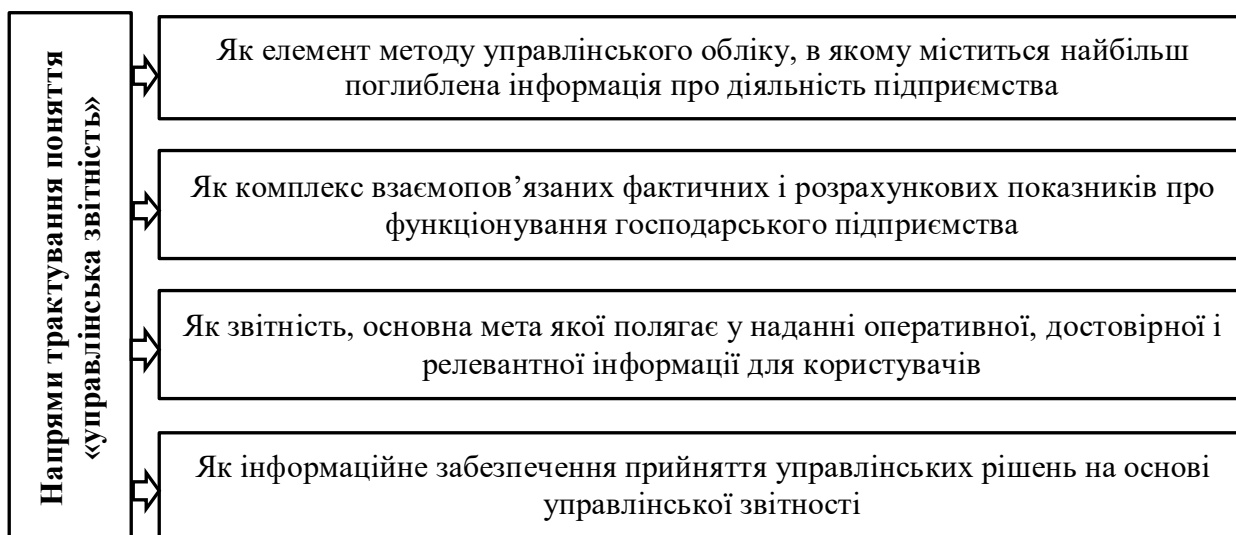 Напрями трактування поняття
«управлінська звітність»
Як елемент методу управлінського обліку, в якому міститься найбільш
поглиблена інформація про діяльність підприємства
Як комплекс взаємопов’язаних фактичних і розрахункових показників про
функціонування господарського підприємства
Як звітність, основна мета якої полягає у наданні оперативної, достовірної і
релевантної інформації для користувачів
Як інформаційне забезпечення прийняття управлінських рішень на основі
управлінської звітності